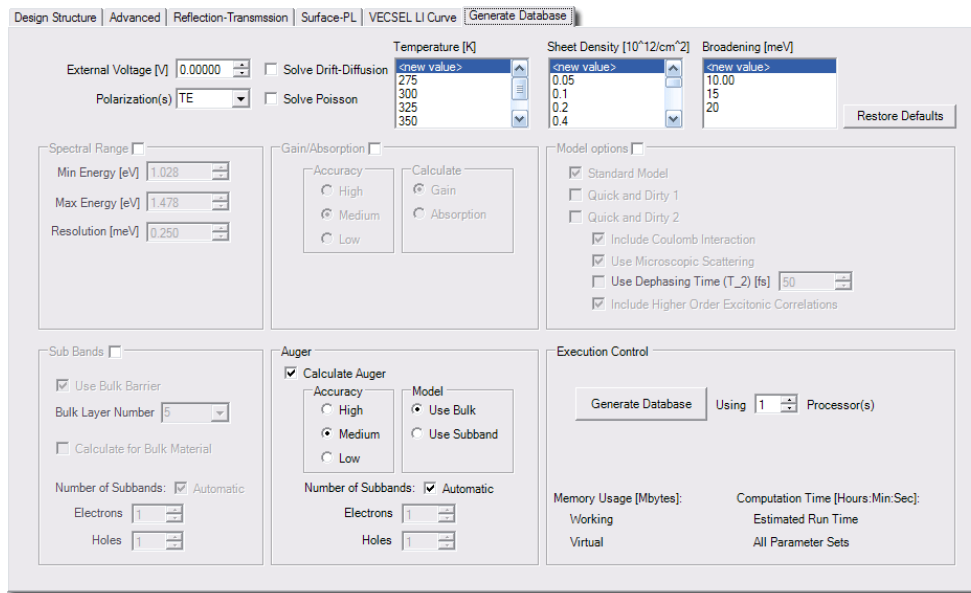 Design Structure | Advanced | Reflection-Transmssion | Surface-PL | VECSEL LI Curve | Generate Database
Temperature [K] Sheet Density [10^12/cm^2] Broadening [meV]
External Voltage [V] 0.00000 Solve Drift-Diffusion <new value> <new value> <new value>
275 0.05 10.00
Polarization(s) TE Solve Poisson 300 0.1 15
325 0.2 20
350 0.4 Restore Defaults
Spectral Range Gain/Absorption Model options
Min Energy [eV] 1.028 Accuracy Calculate Standard Model
High Gain Quick and Dirty 1
Max Energy [eV] 1.478 Medium Absorption Quick and Dirty 2
Resolution [meV] 0.250 Low Include Coulomb Interaction
Use Microscopic Scattering
Use Dephasing Time (T_2) [fs] 50
Include Higher Order Excitonic Correlations
Sub Bands Auger Execution Control
Calculate Auger
Use Bulk Barrier Accuracy Model
Bulk Layer Number 5 High Use Bulk Generate Database Using 1 Processor(s)
Medium Use Subband
Calculate for Bulk Material Low
Number of Subbands: Automatic Number of Subbands: Automatic Memory Usage [Mbytes]: Computation Time [Hours:Min:Sec]:
Electrons 1 Electrons 1 Working Estimated Run Time
Holes 1 Holes 1 Virtual All Parameter Sets